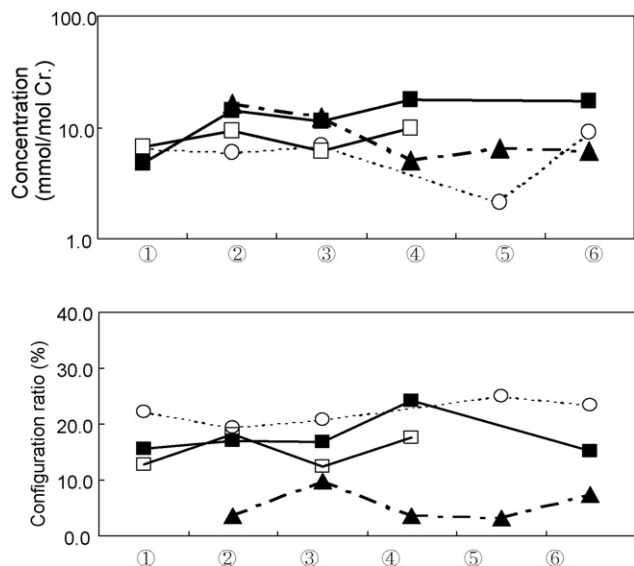 Concentration
(mmol/mol Cr.)
100.0
10.0
1.0
① ② ③ ④ ⑤ ⑥
Configuration ratio (%)
40.0
30.0
20.0
10.0
0.0
① ② ③ ④ ⑤ ⑥